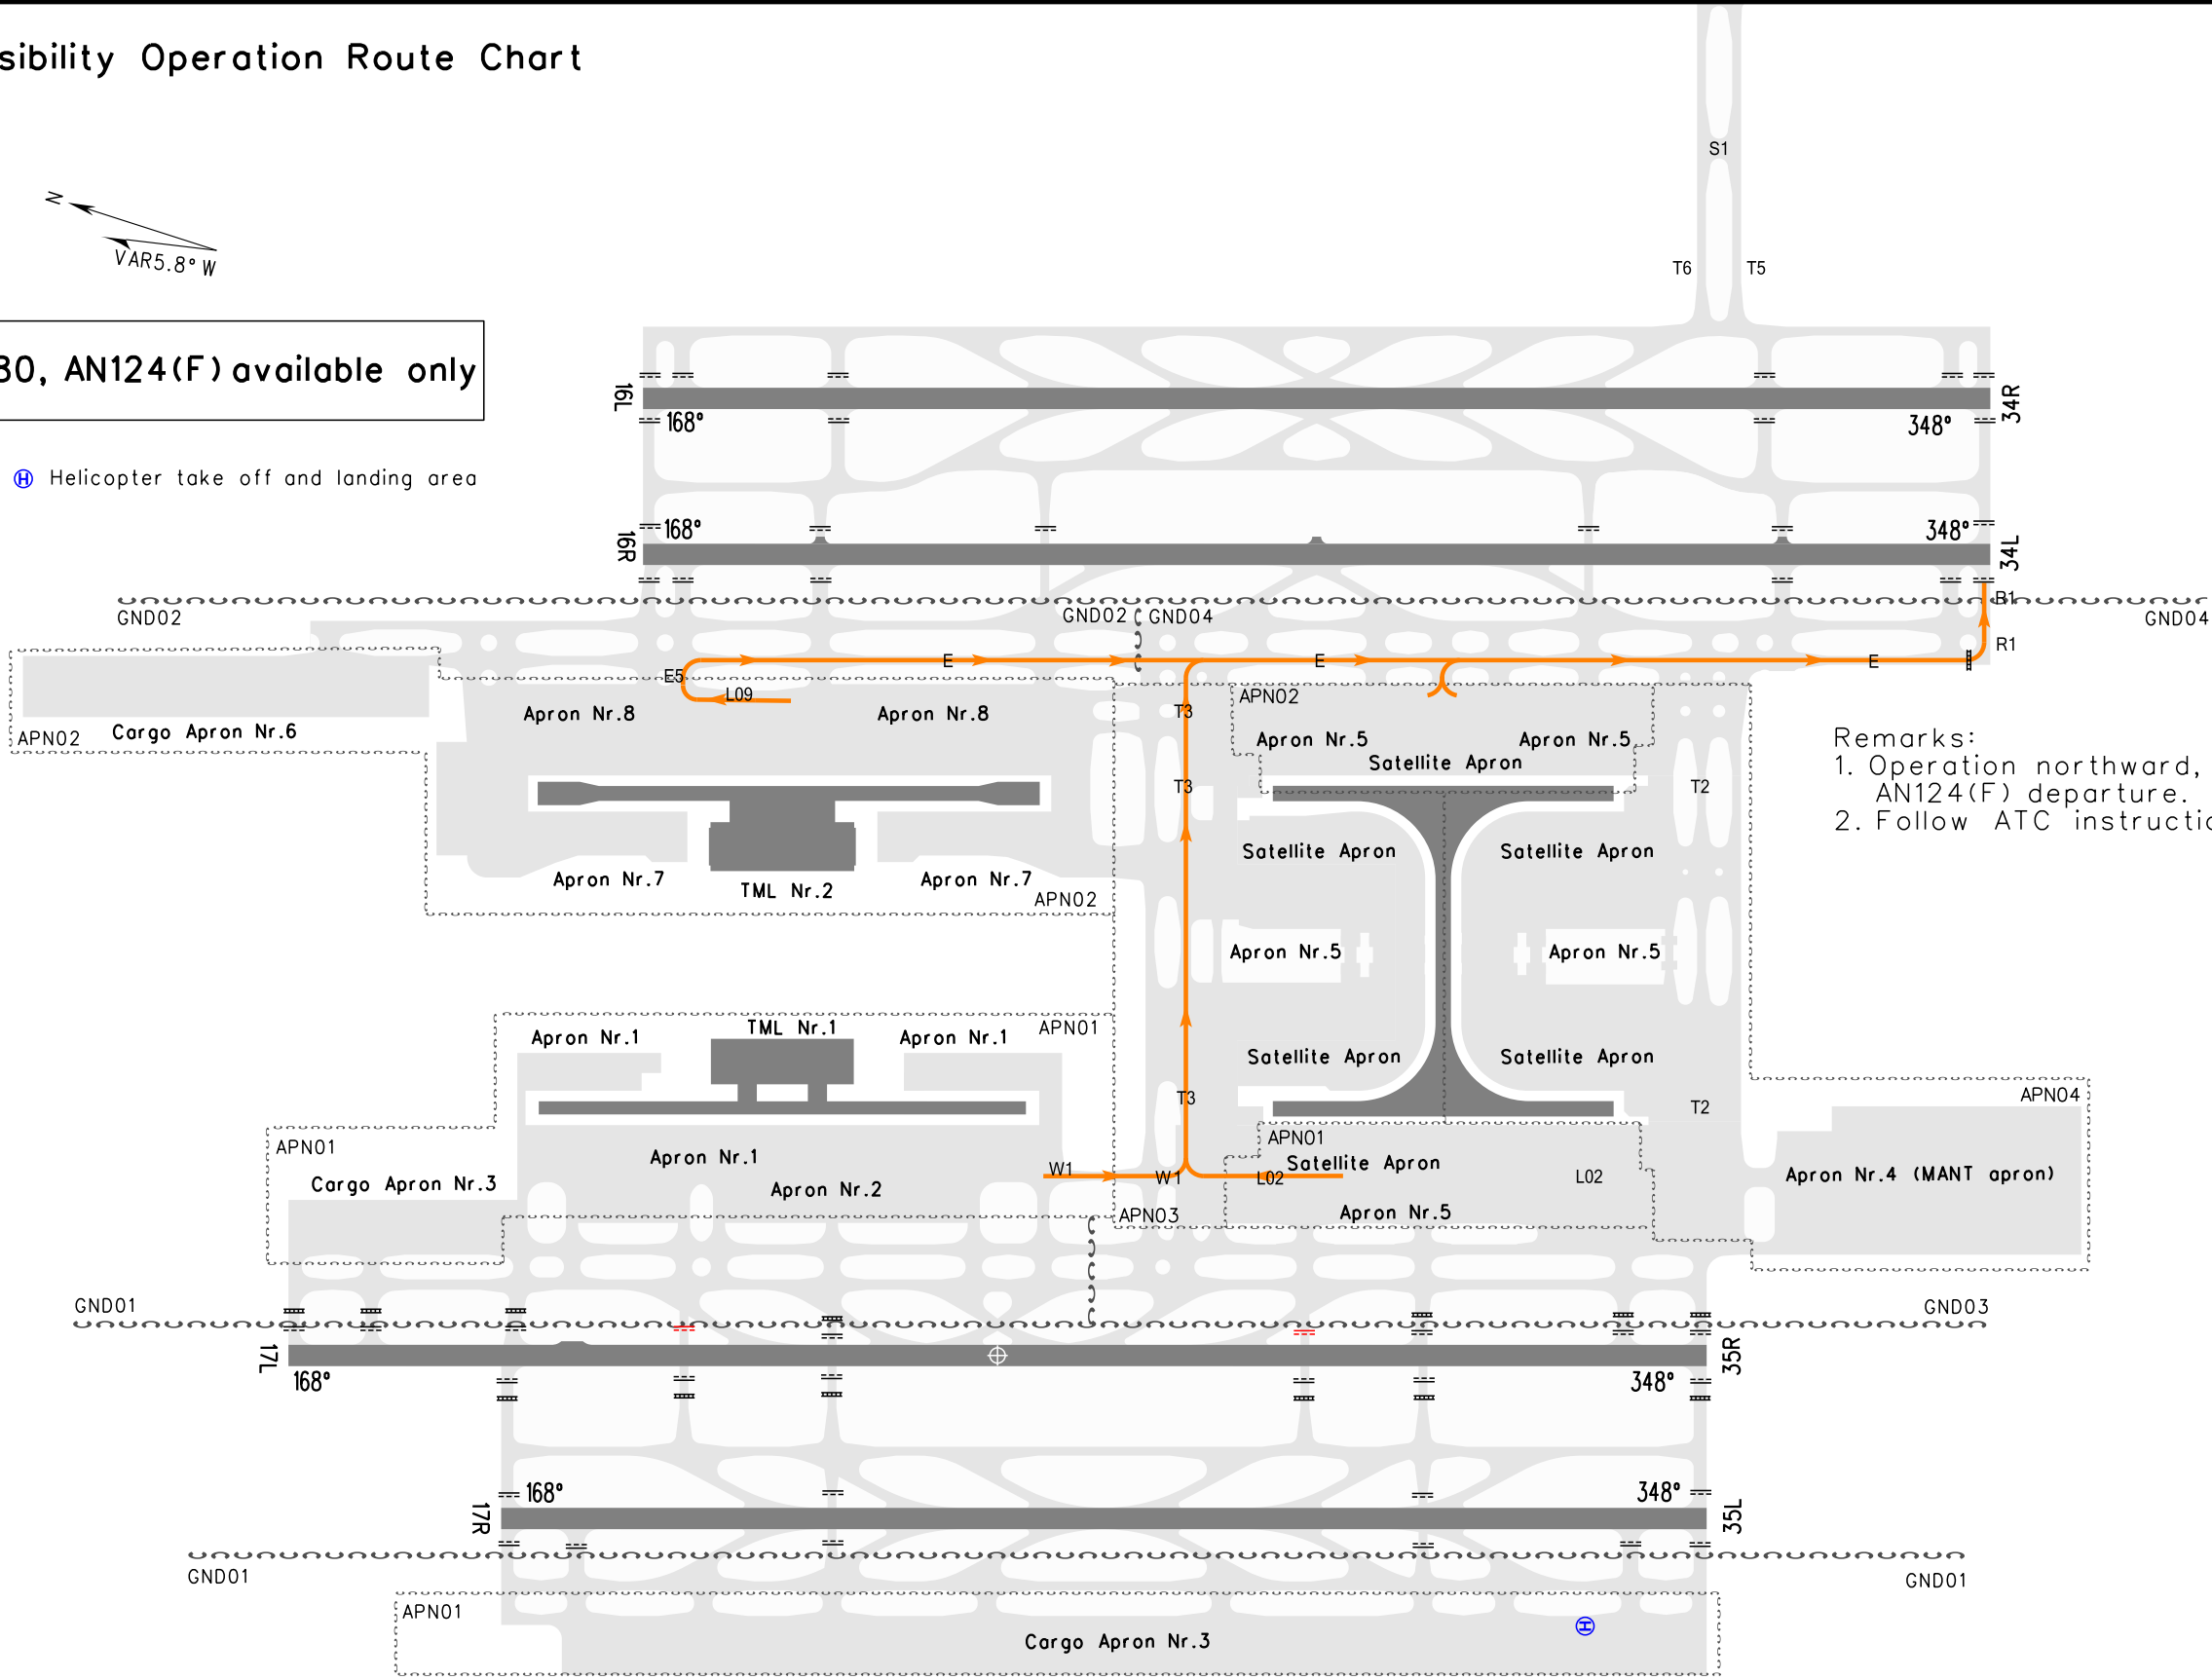 sibility Operation Route Chart
S1
N
VAR5.8° W
T6 T5
30, AN124(F) available only
16L
168°
348°
34R
H Helicopter take off and landing area
16R
168°
348°
34L
GND02
GND02 GND04
R1
GND04
R1
E5
E
E
E
L09
T3
APN02
Apron Nr.8
Apron Nr.8
Cargo Apron Nr.6
APN02
Apron Nr.5
Apron Nr.5
Satellite Apron
T3
T2
Remarks:
1. Operation northward,
AN124(F) departure.
2. Follow ATC instructio
Satellite Apron
Satellite Apron
Apron Nr.7
TML Nr.2
Apron Nr.7
APN02
Apron Nr.5
Apron Nr.5
Apron Nr.1
TML Nr.1
Apron Nr.1
APN01
Satellite Apron
Satellite Apron
T3
T2
APN04
APN01
APN01
Apron Nr.1
Satellite Apron
W1
W1
L02
L02
Apron Nr.4 (MANT apron)
Cargo Apron Nr.3
Apron Nr.2
APN03
Apron Nr.5
GND01
GND03
17L
168°
348°
35R
17R
168°
348°
35L
GND01
GND01
APN01
H
Cargo Apron Nr.3